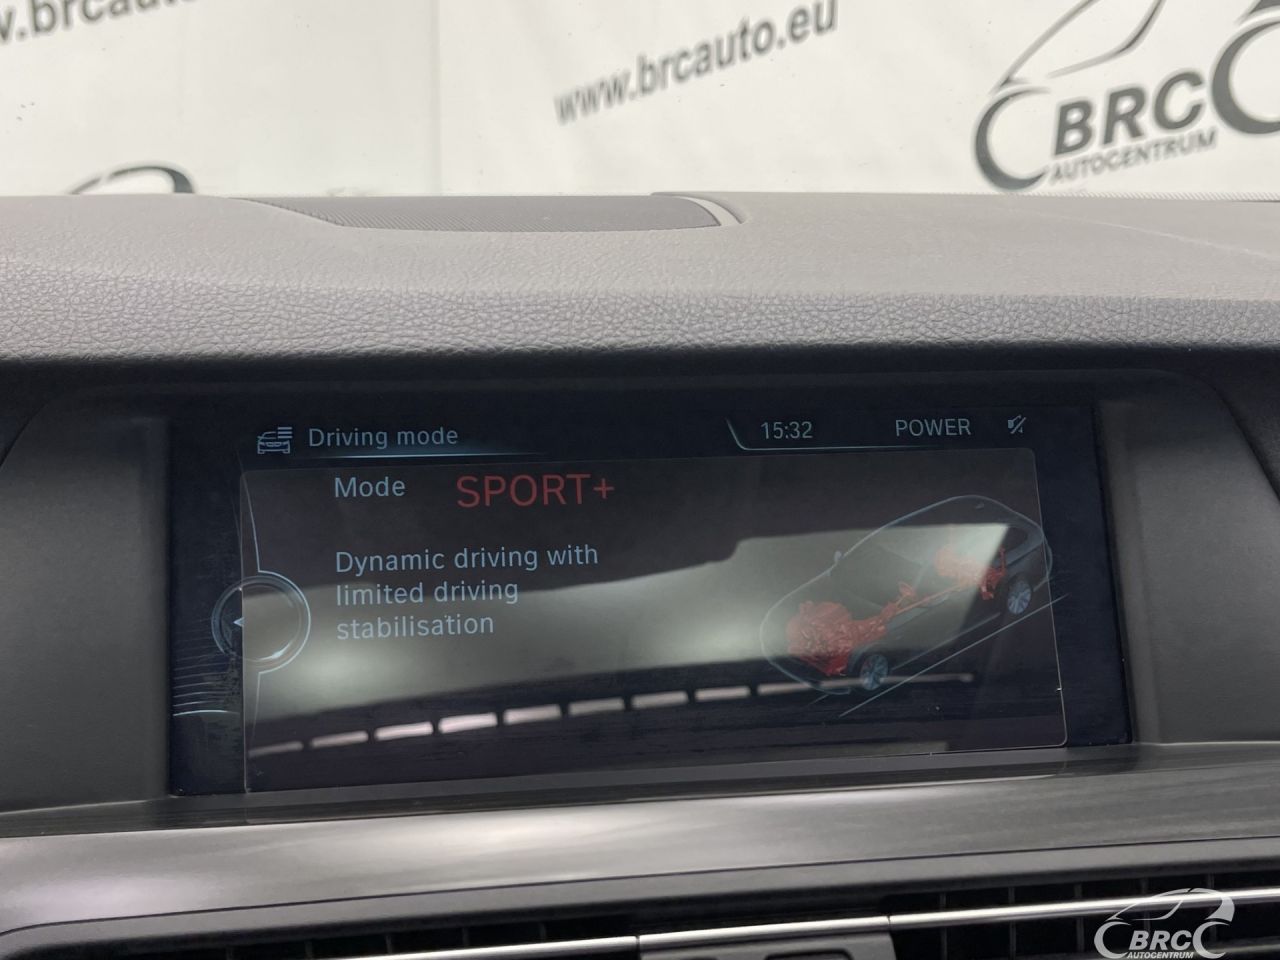 www.brcauto.eu
BRC
AUTOCENTRUM
Driving mode
15:32
POWER
Mode SPORT+
Dynamic driving with
limited driving
stabilisation
BRC
AUTOCENTRUM